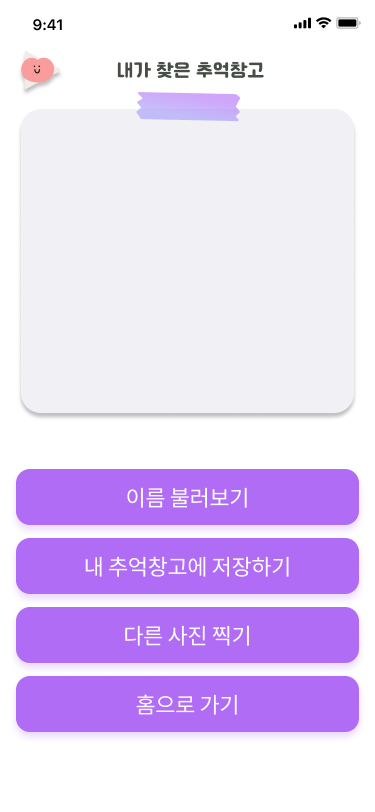 9:41
내가 찾은 추억창고
이름 불러보기
내 추억창고에 저장하기
다른 사진 찍기
홈으로 가기